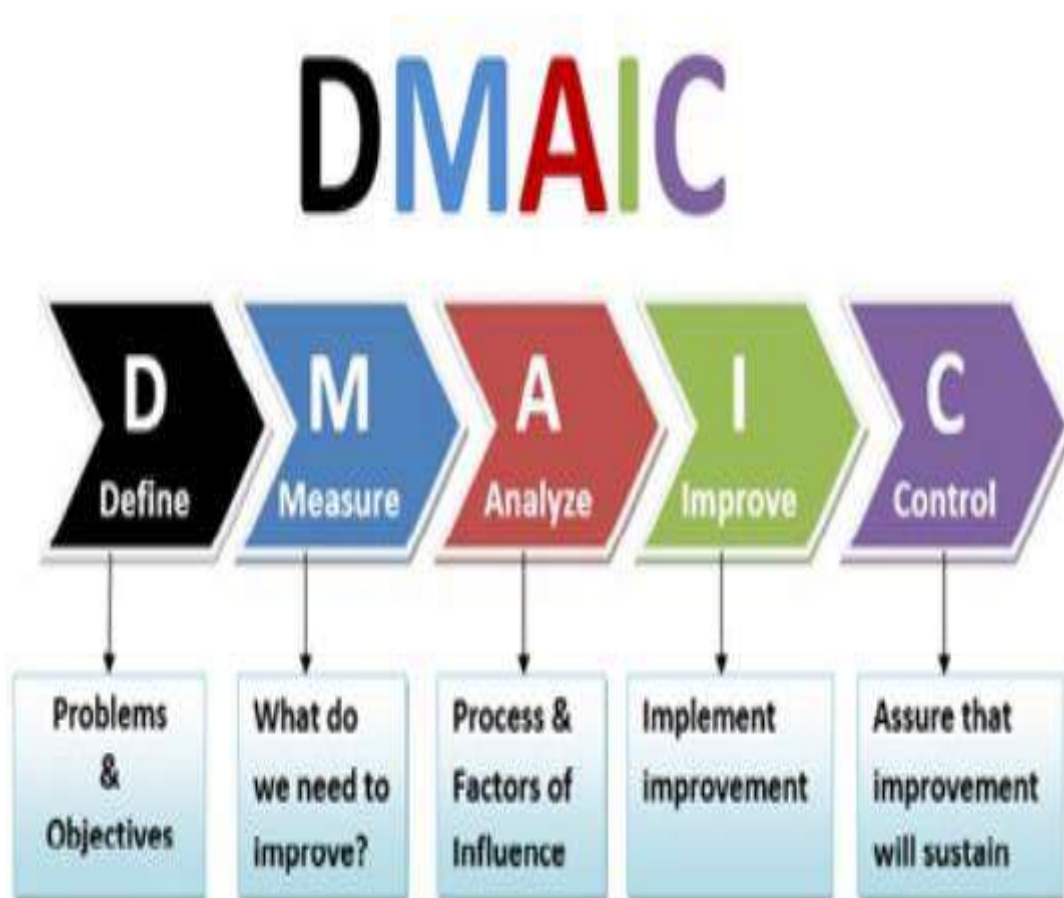 DMAIC
D
Define
M
Measure
A
Analyze
I
Improve
C
Control
Problems
&
Objectives
What do
we need to
improve?
Process &
Factors of
Influence
Implement
improvement
Assure that
improvement
will sustain